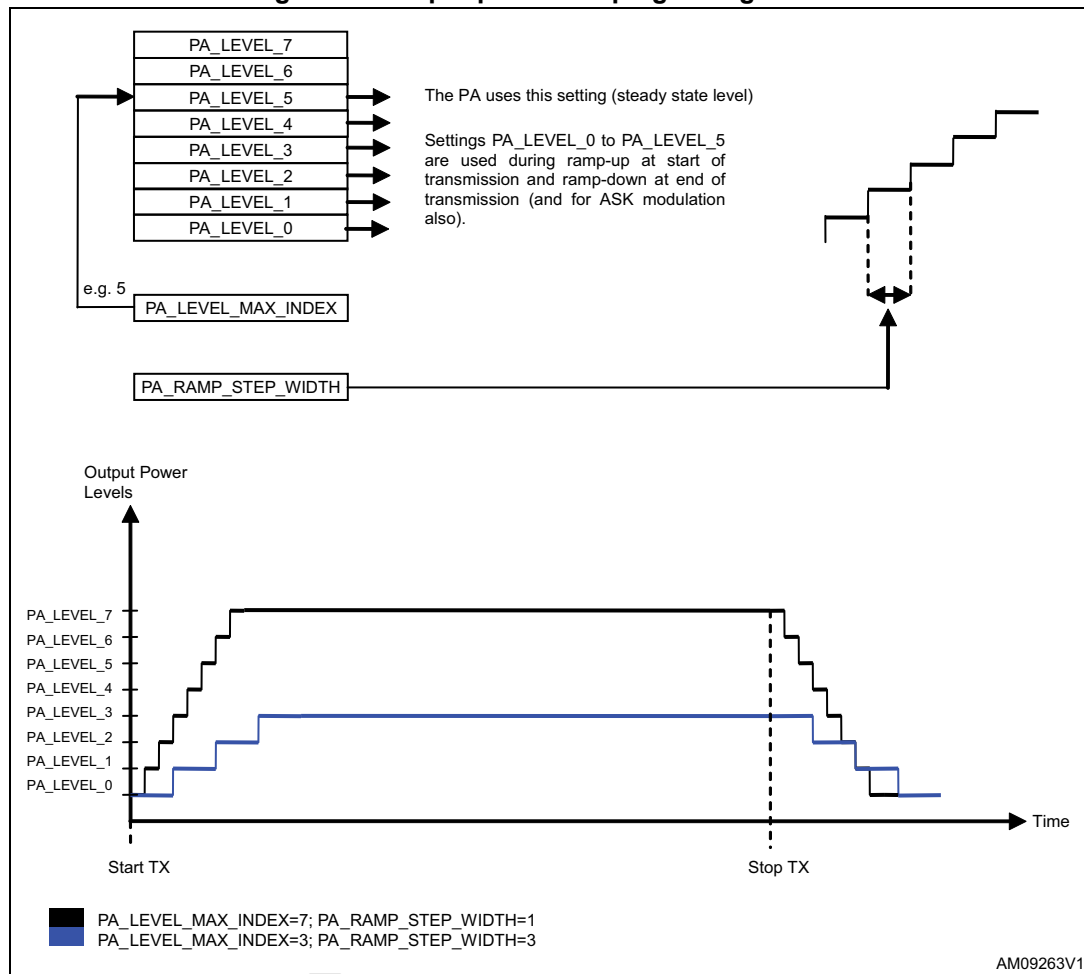 PA_LEVEL_7
PA_LEVEL_6
PA_LEVEL_5
PA_LEVEL_4
PA_LEVEL_3
PA_LEVEL_2
PA_LEVEL_1
PA_LEVEL_0
The PA uses this setting (steady state level)
Settings PA_LEVEL_0 to PA_LEVEL_5
are used during ramp-up at start of
transmission and ramp-down at end of
transmission (and for ASK modulation
also).
e.g. 5
PA_LEVEL_MAX_INDEX
PA_RAMP_STEP_WIDTH
Output Power
Levels
PA_LEVEL_7
PA_LEVEL_6
PA_LEVEL_5
PA_LEVEL_4
PA_LEVEL_3
PA_LEVEL_2
PA_LEVEL_1
PA_LEVEL_0
Time
Start TX
Stop TX
PA_LEVEL_MAX_INDEX=7; PA_RAMP_STEP_WIDTH=1
PA_LEVEL_MAX_INDEX=3; PA_RAMP_STEP_WIDTH=3
AM09263V1